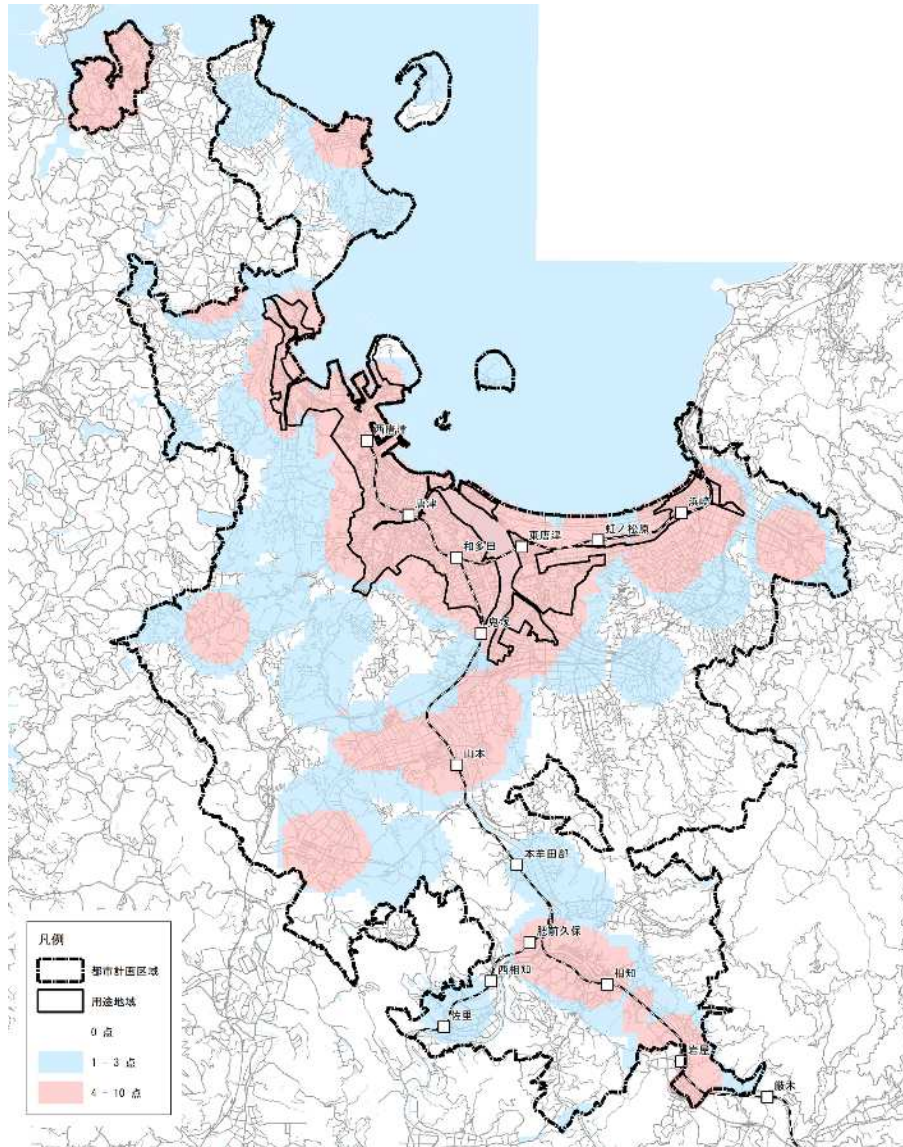 西唐津
唐津
和多田
東唐津
虹ノ松原
浜崎
鬼塚
山本
本牟田部
肥前久保
西相知
相知
佐里
岩屋
厳木
凡例
都市計画区域
用途地域
0 点
1 - 3 点
4 - 10 点